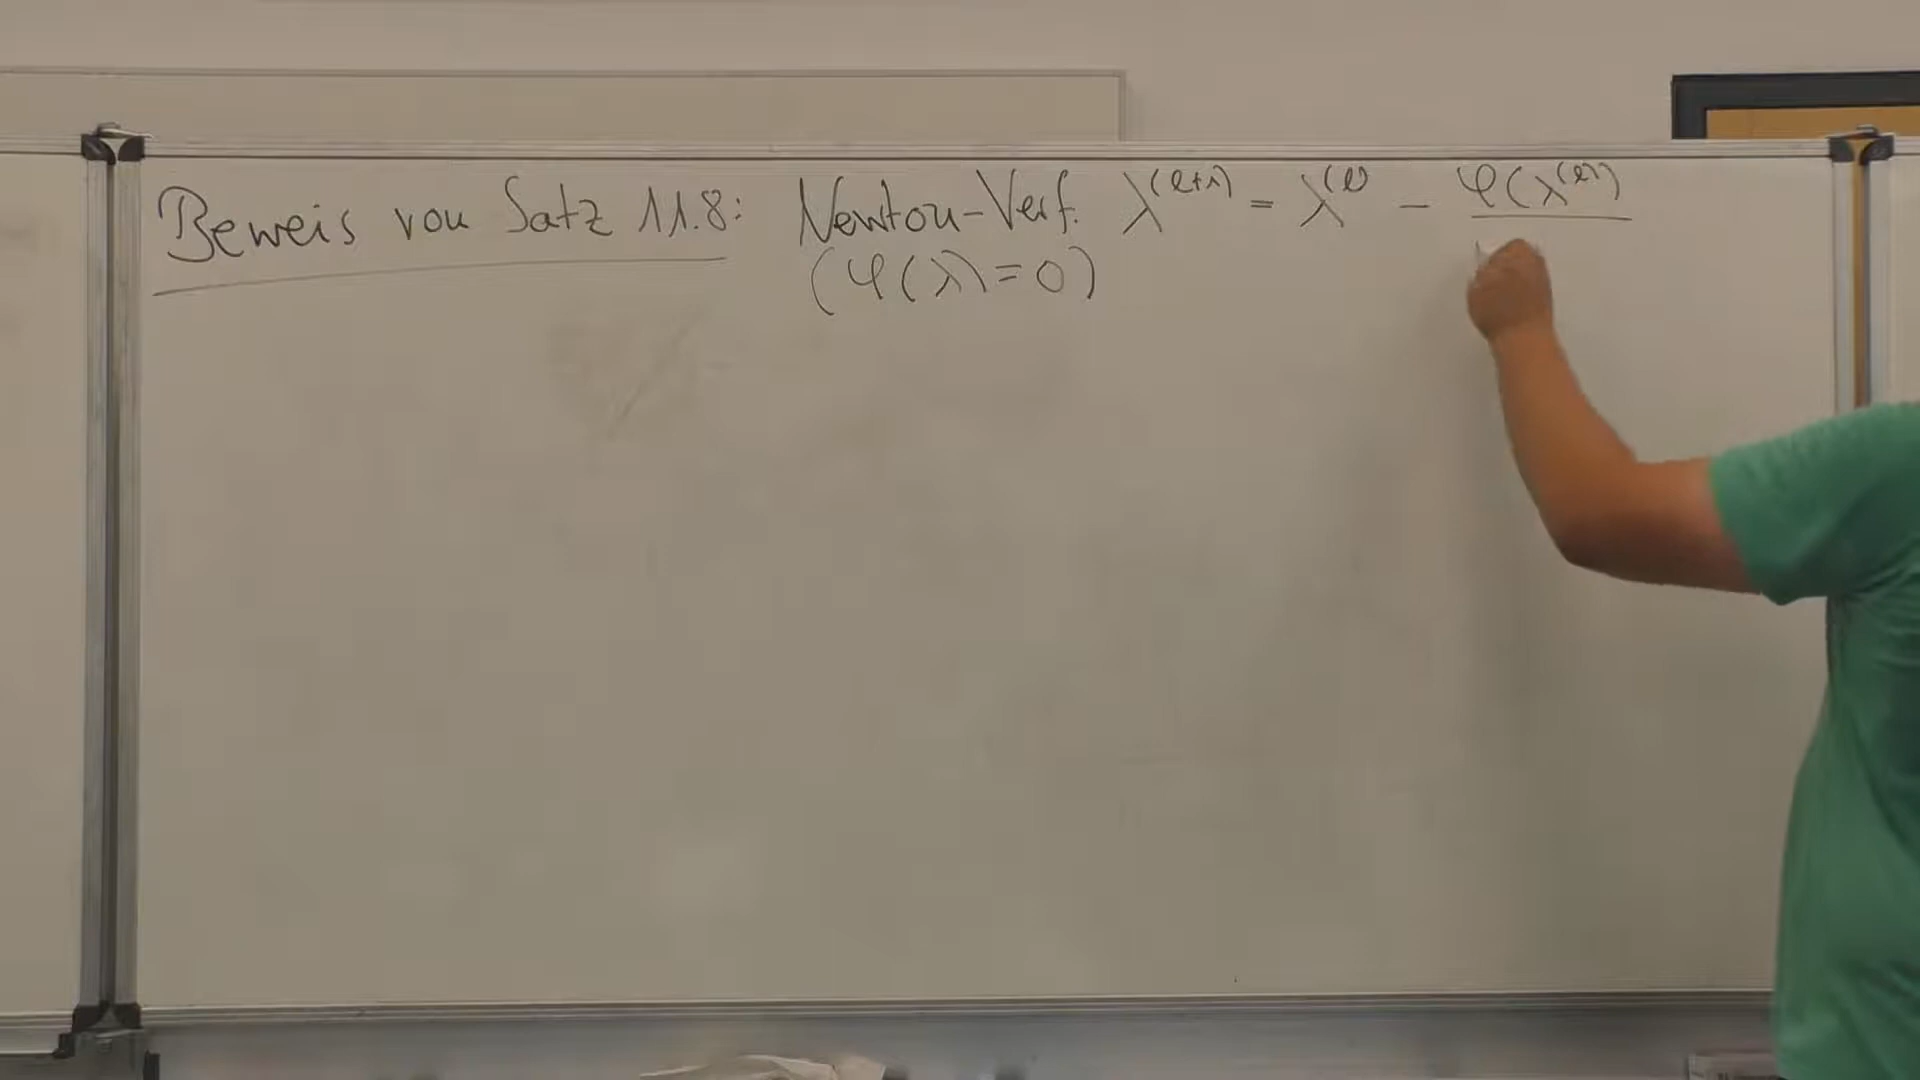 Beweis von Satz 11.8: Newton-Verf. λ^(l+1) = λ^(l) - φ(λ^(l))
(φ(λ)=0)